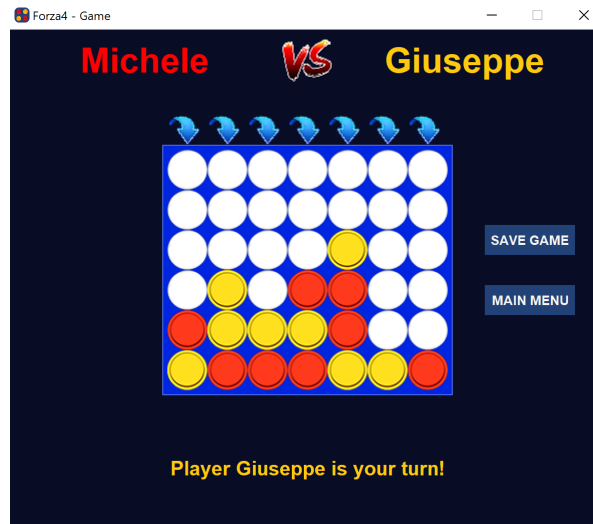 Forza4 - Game
Michele VS Giuseppe
SAVE GAME
MAIN MENU
Player Giuseppe is your turn!